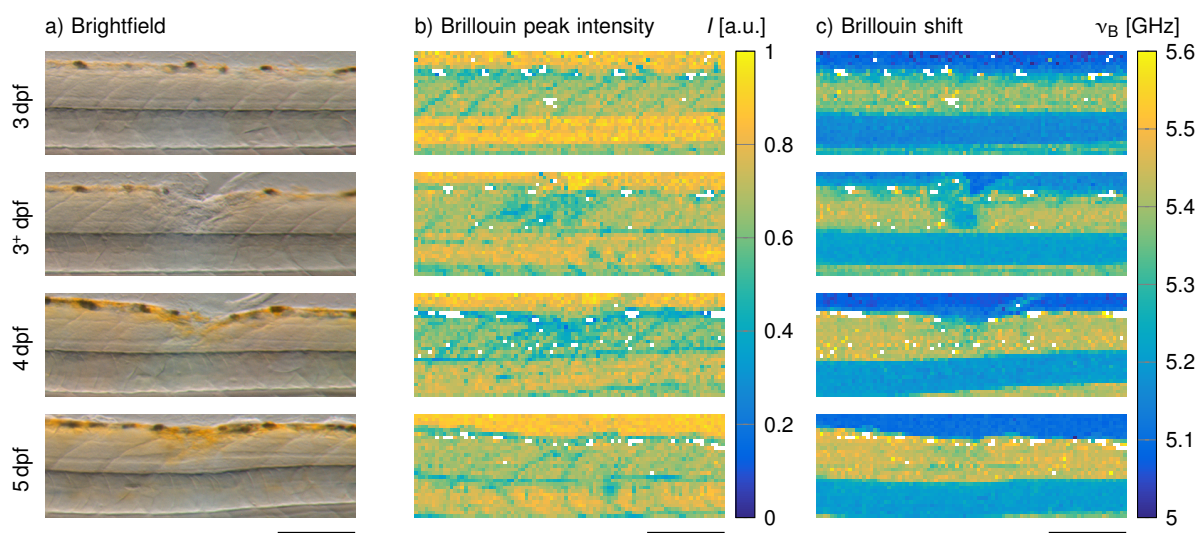 a) Brightfield
b) Brillouin peak intensity I [a.u.]
c) Brillouin shift ν_B [GHz]
3 dpf
3⁺ dpf
4 dpf
5 dpf
1
0.8
0.6
0.4
0.2
0
5.6
5.5
5.4
5.3
5.2
5.1
5